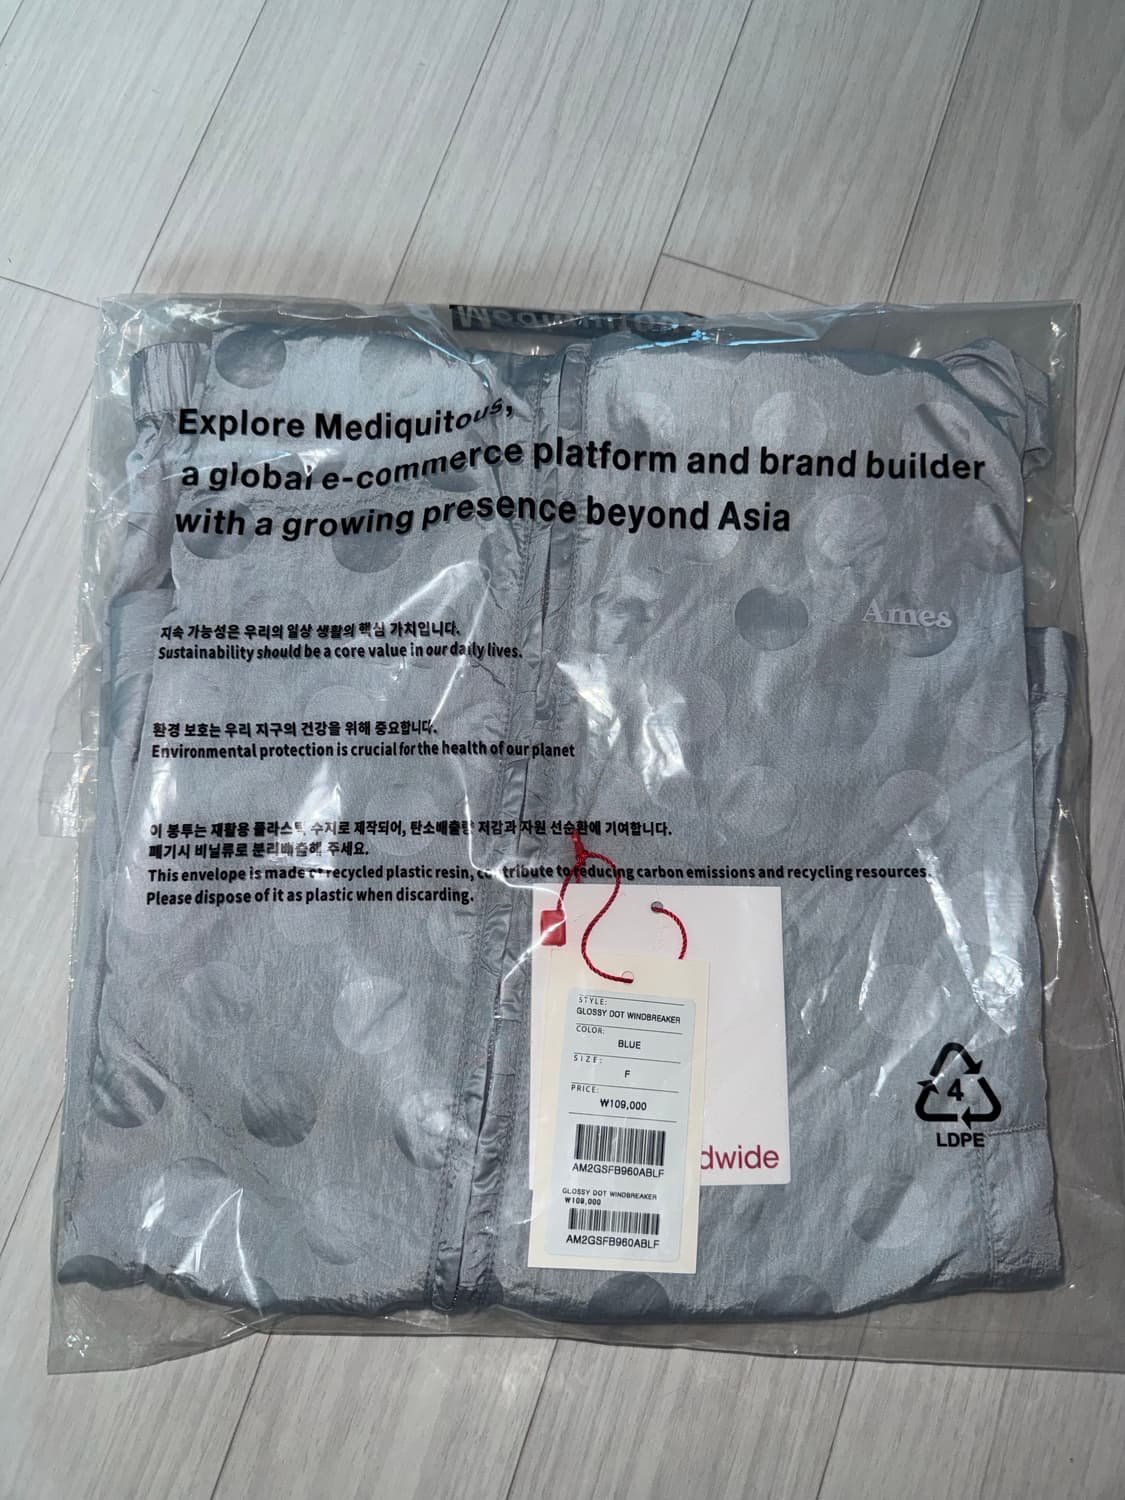 Explore Mediquitous,
a global e-commerce platform and brand builder
with a growing presence beyond Asia
Ames
지속 가능성은 우리의 일상 생활의 핵심 가치입니다.
Sustainability should be a core value in our daily lives.
환경 보호는 우리 지구의 건강을 위해 중요합니다.
Environmental protection is crucial for the health of our planet
이 봉투는 재활용 플라스틱 수지로 제작되어, 탄소배출량 저감과 자원 선순환에 기여합니다.
폐기시 비닐류로 분리배출해 주세요.
This envelope is made of recycled plastic resin, contribute to reducing carbon emissions and recycling resources.
Please dispose of it as plastic when discarding.
STYLE:
GLOSSY DOT WINDBREAKER
COLOR:
BLUE
SIZE:
F
PRICE:
₩109,000
AM2GSFB960ABLF
GLOSSY DOT WINDBREAKER
₩109,000
AM2GSFB960ABLF
dwide
4
LDPE